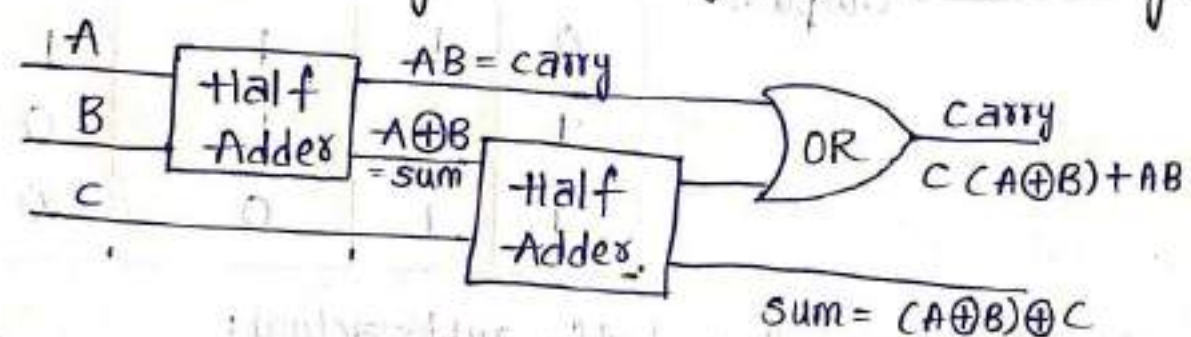 A
AB = carry
Half
Adder
B
A⊕B
= sum
C
Half
Adder.
OR
Carry
C (A⊕B) + AB
Sum = (A⊕B)⊕C